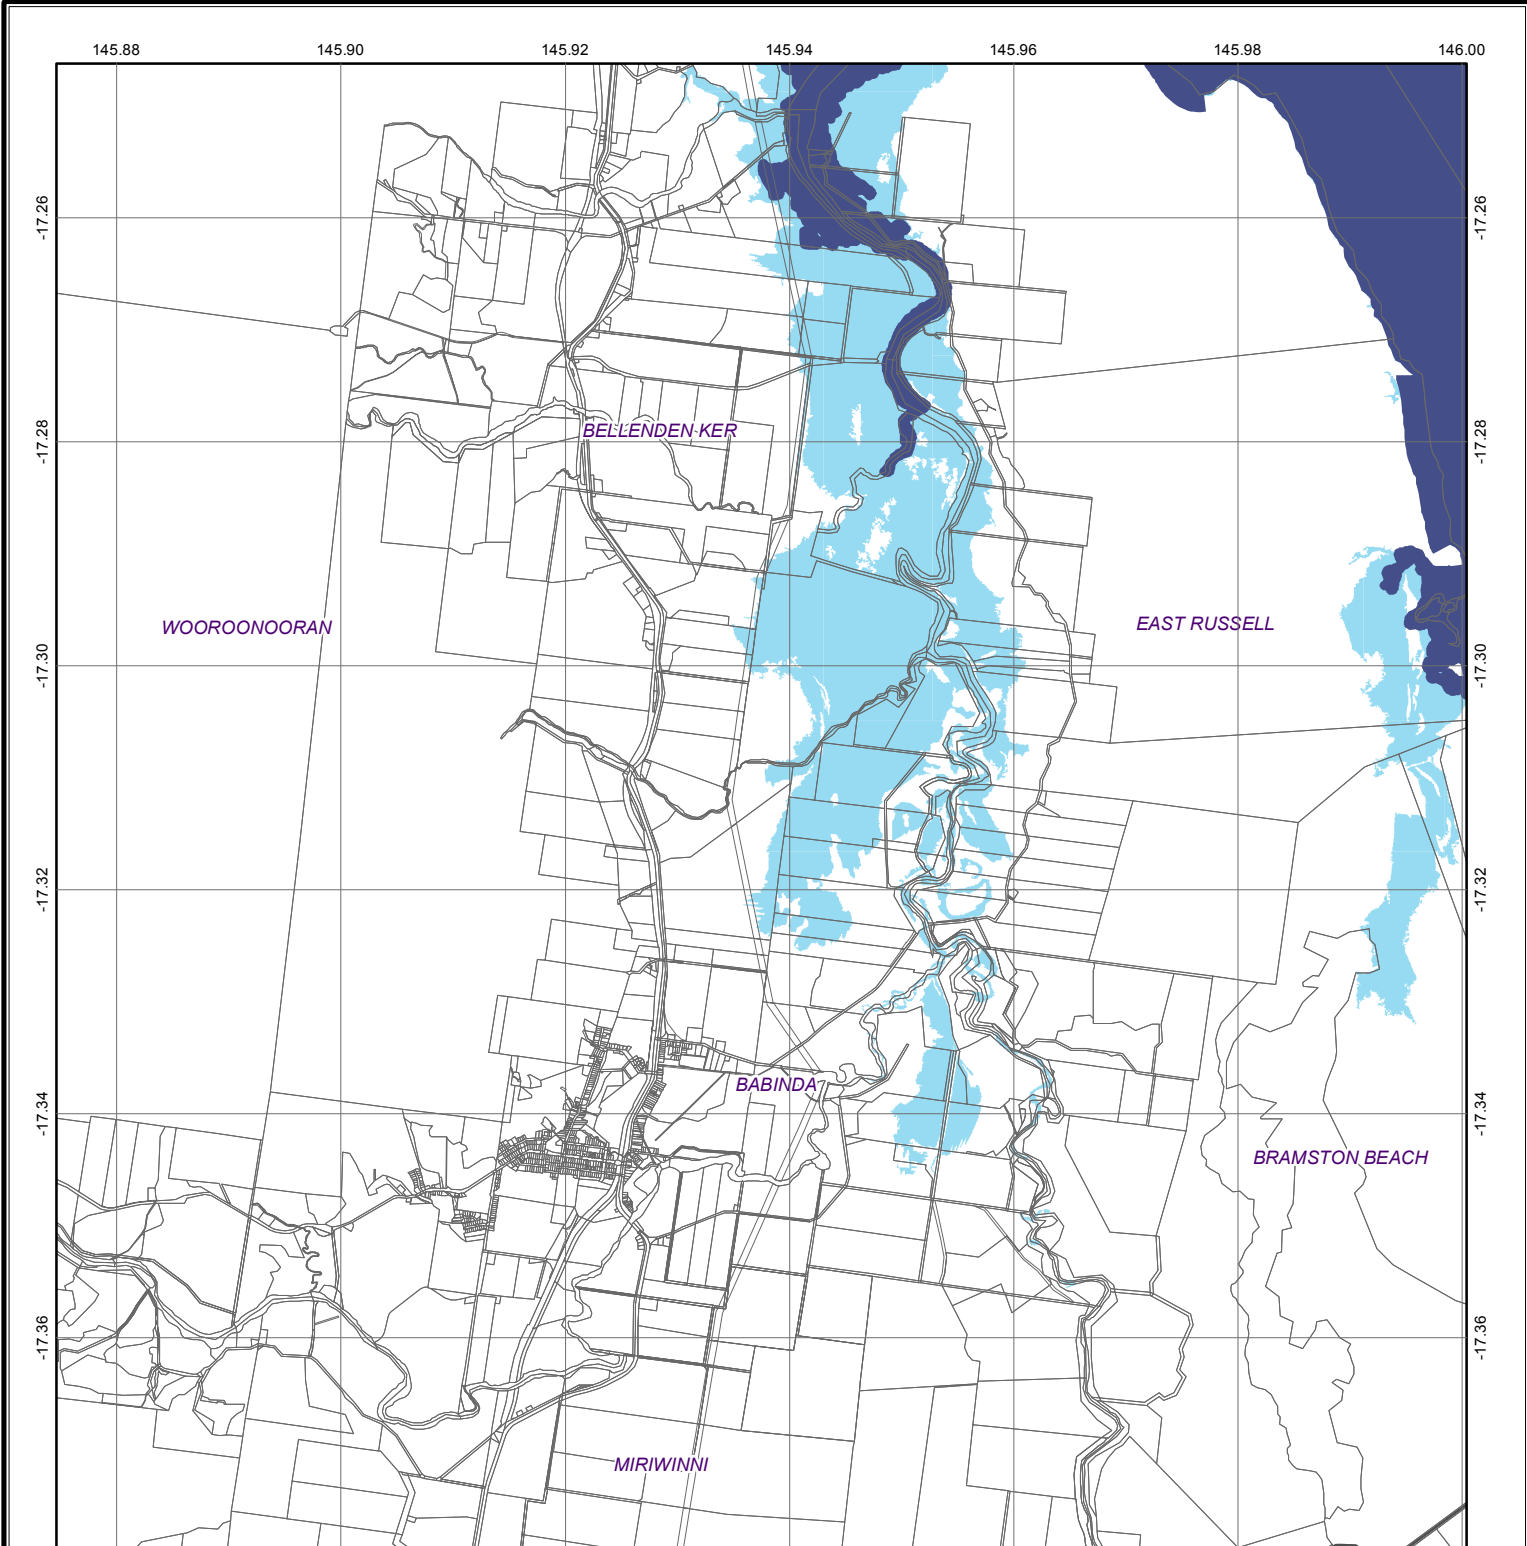 145.88 145.90 145.92 145.94 145.96 145.98 146.00
-17.26 -17.26
-17.28 -17.28
BELLENDEN KER
WOOROONOORAN
EAST RUSSELL
-17.30 -17.30
-17.32 -17.32
BABINDA
-17.34 -17.34
BRAMSTON BEACH
-17.36 -17.36
MIRIWINNI